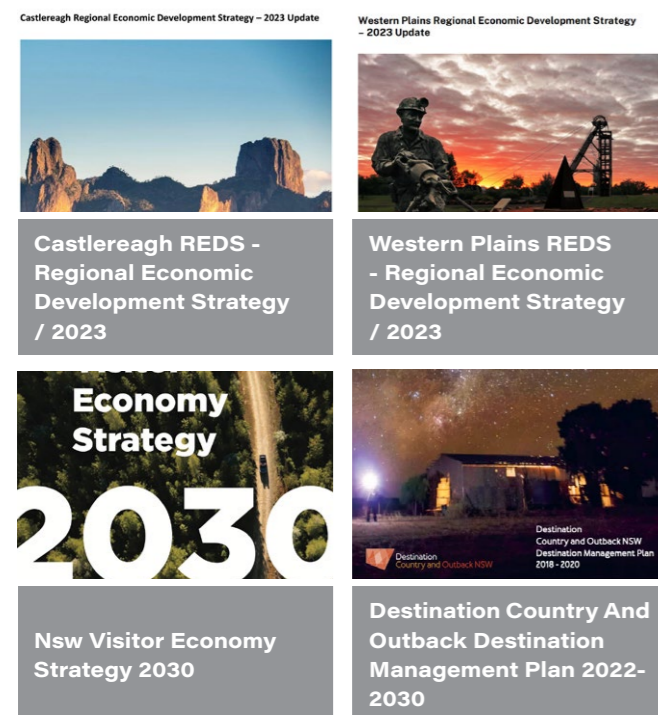 Castlereagh Regional Economic Development Strategy – 2023 Update
Western Plains Regional Economic Development Strategy
– 2023 Update
Castlereagh REDS -
Regional Economic
Development Strategy
/ 2023
Western Plains REDS
- Regional Economic
Development Strategy
/ 2023
Economy
Strategy
2030
Destination
Country and Outback NSW
Destination
Country and Outback NSW
Destination Management Plan
2018 - 2020
Nsw Visitor Economy
Strategy 2030
Destination Country And
Outback Destination
Management Plan 2022-
2030